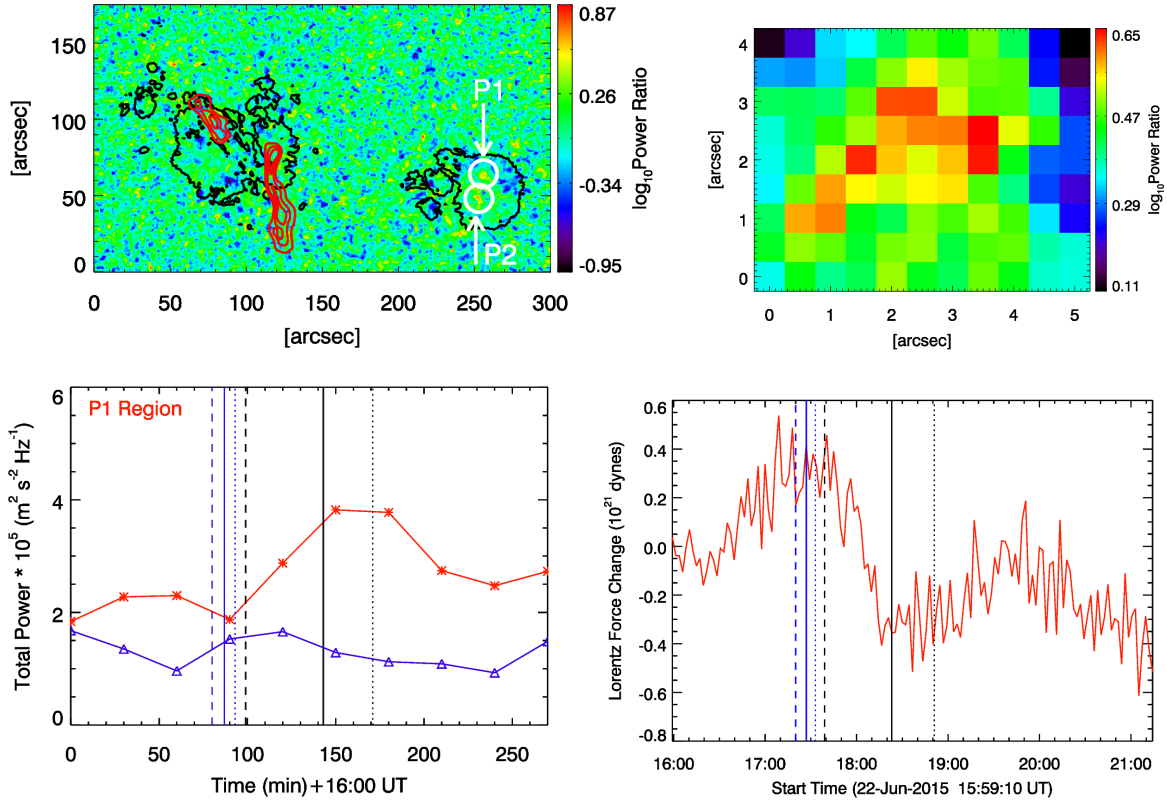 150
100
50
0
[arcsec]
0 50 100 150 200 250 300
[arcsec]
P1
P2
0.87
0.26
-0.34
-0.95
log10Power Ratio
4
3
2
1
0
[arcsec]
0 1 2 3 4 5
[arcsec]
0.65
0.47
0.29
0.11
log10Power Ratio
P1 Region
6
4
2
0
Total Power * 10^5 (m^2 s^-2 Hz^-1)
0 50 100 150 200 250
Time (min)+16:00 UT
0.6
0.4
0.2
0.0
-0.2
-0.4
-0.6
-0.8
Lorentz Force Change (10^21 dynes)
16:00 17:00 18:00 19:00 20:00 21:00
Start Time (22-Jun-2015 15:59:10 UT)